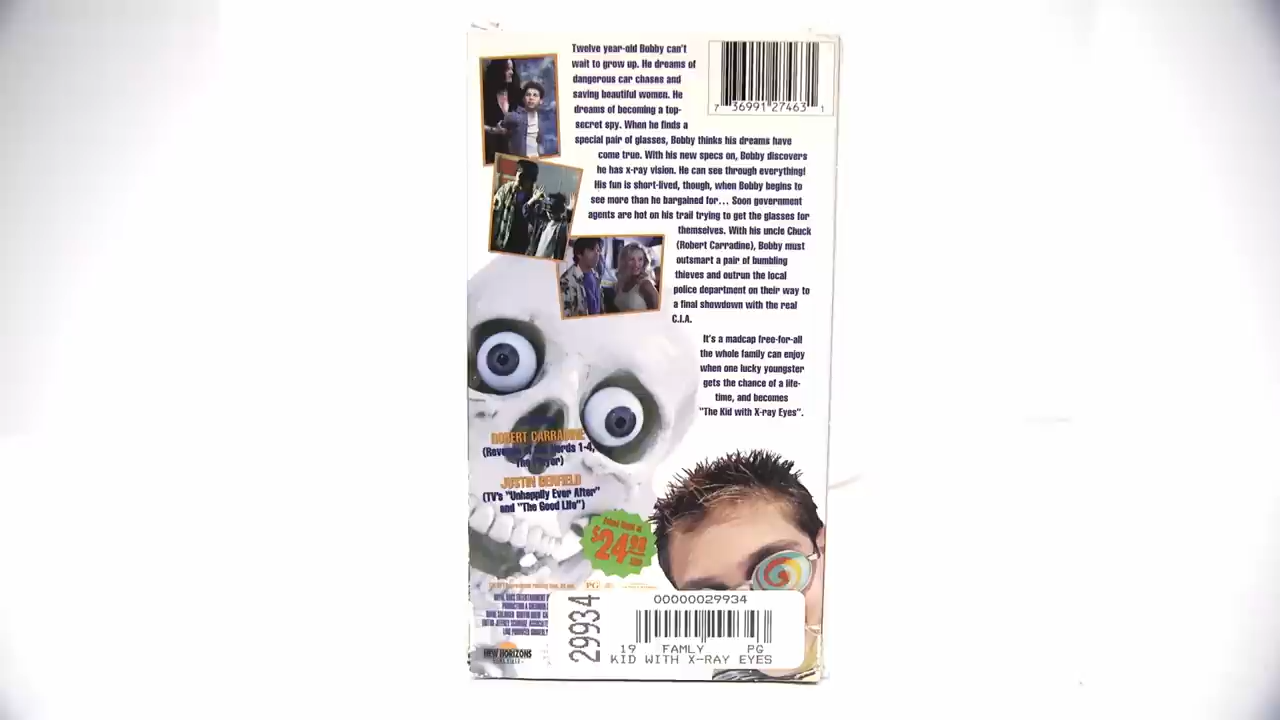 Twelve year-old Bobby can't
wait to grow up. He dreams of
dangerous car chases and
saving beautiful women. He
dreams of becoming a top-
secret spy. When he finds a
special pair of glasses, Bobby thinks his dreams have
come true. With his new specs on, Bobby discovers
he has x-ray vision. He can see through everything!
His fun is short-lived, though, when Bobby begins to
see more than he bargained for... Soon government
agents are hot on his trail trying to get the glasses for
themselves. With his uncle Chuck
(Robert Carradine), Bobby must
outsmart a pair of bumbling
thieves and outrun the local
police department on their way to
a final showdown with the real
C.I.A.
It's a madcap free-for-all
the whole family can enjoy
when one lucky youngster
gets the chance of a life-
time, and becomes
"The Kid with X-ray Eyes".
7 36991 27463 1
ROBERT CARRADINE
(Revenge of the Nerds 1-4,
The Player)
JUSTIN BERFIELD
(TV's "Unhappily Ever After"
and "The Good Life")
$24.98
PG
NEW HORIZONS
29934
00000029934
19 FAMLY PG
KID WITH X-RAY EYES